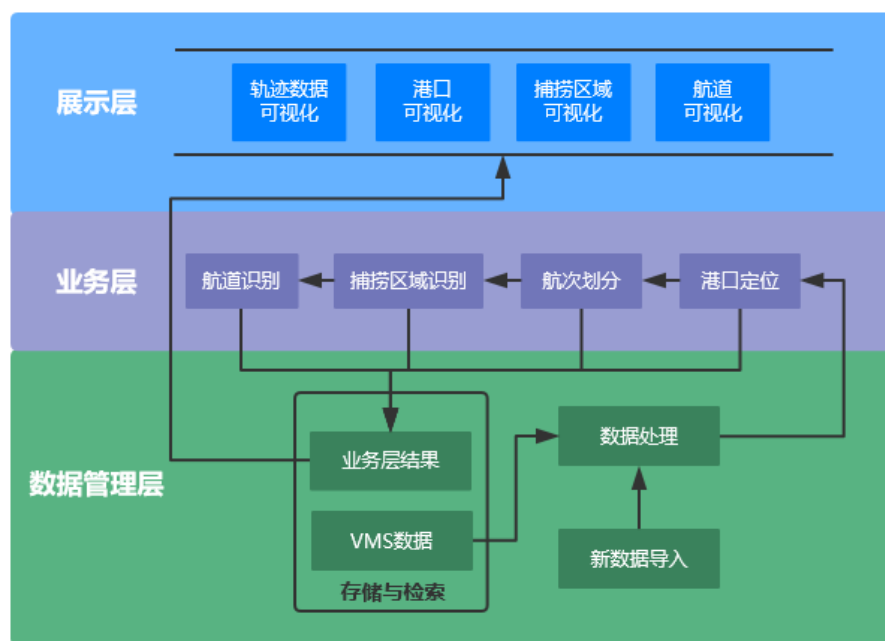 展示层
轨迹数据
可视化
港口
可视化
捕捞区域
可视化
航道
可视化
业务层
航道识别
捕捞区域识别
航次划分
港口定位
数据管理层
业务层结果
VMS数据
存储与检索
数据处理
新数据导入